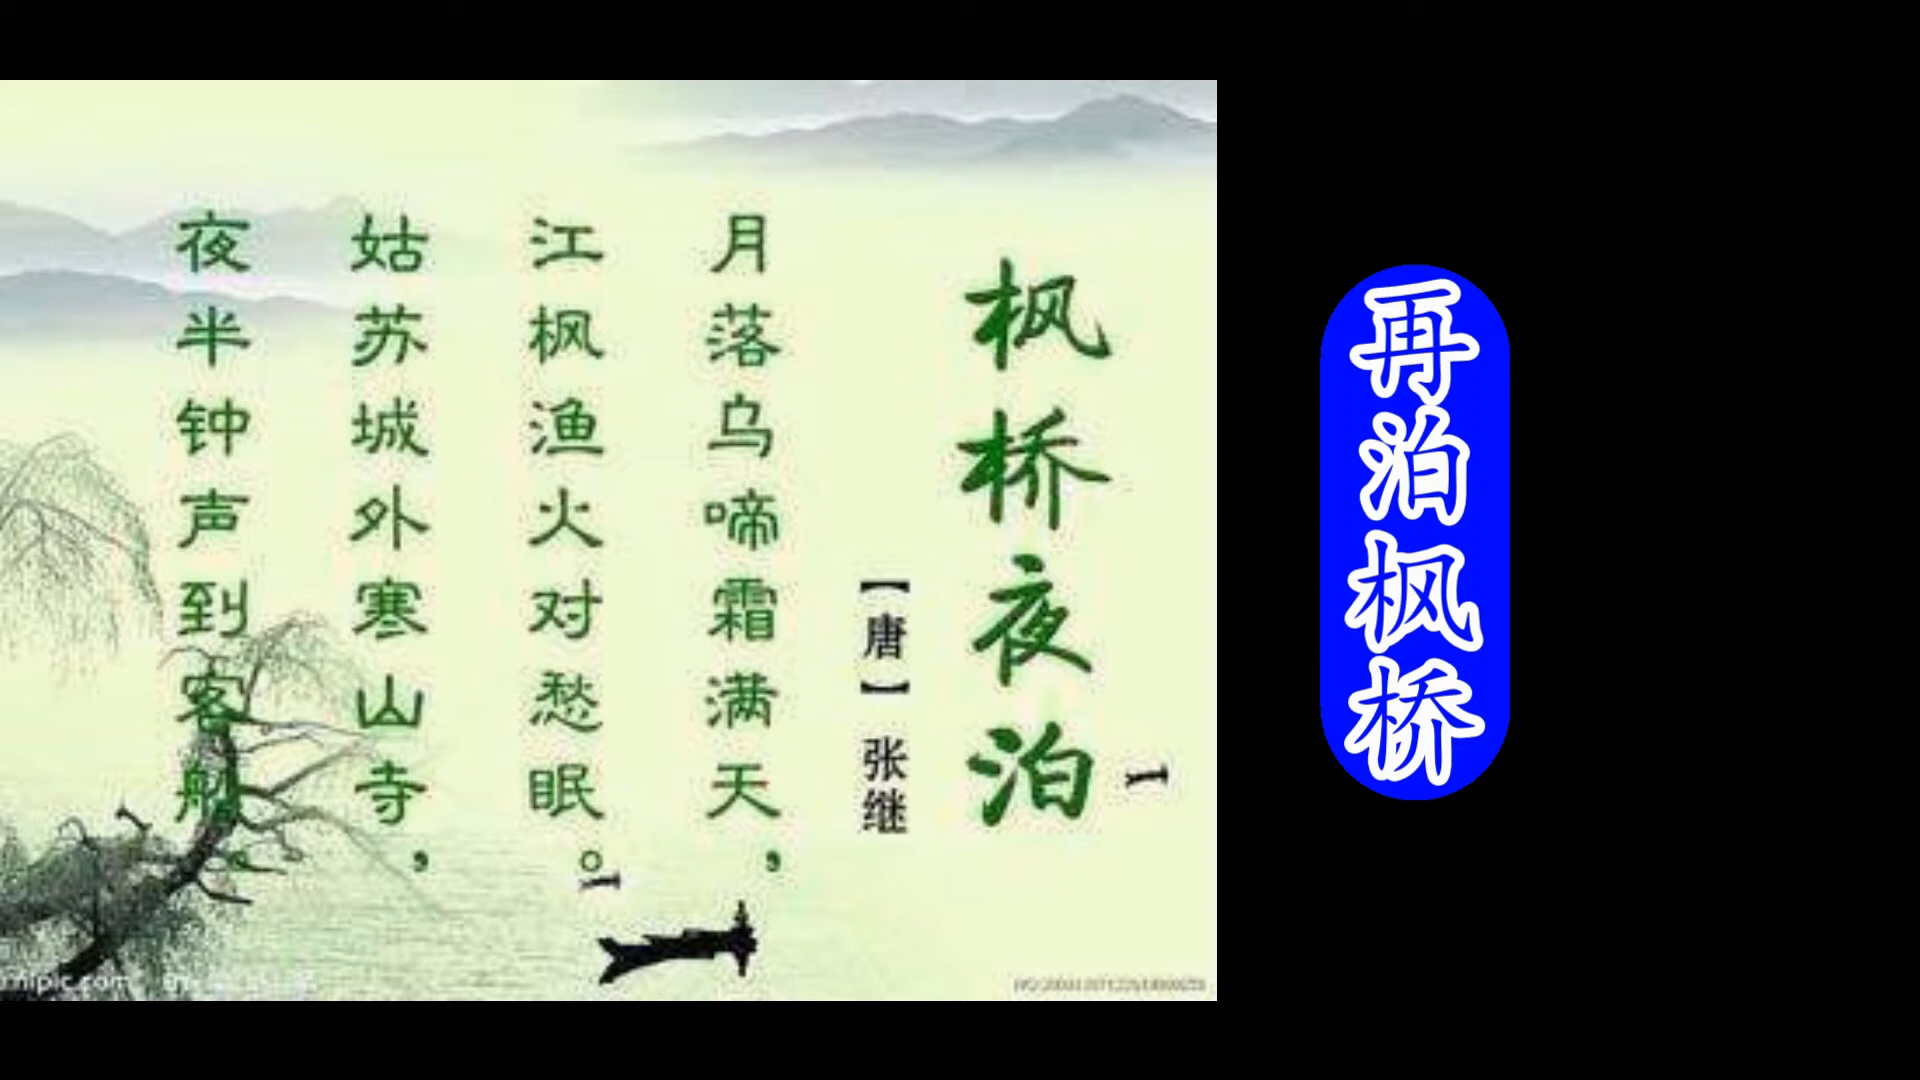 再泊枫桥
枫桥夜泊
【唐】张继
月落乌啼霜满天，
江枫渔火对愁眠。
姑苏城外寒山寺，
夜半钟声到客船。
nipic.com